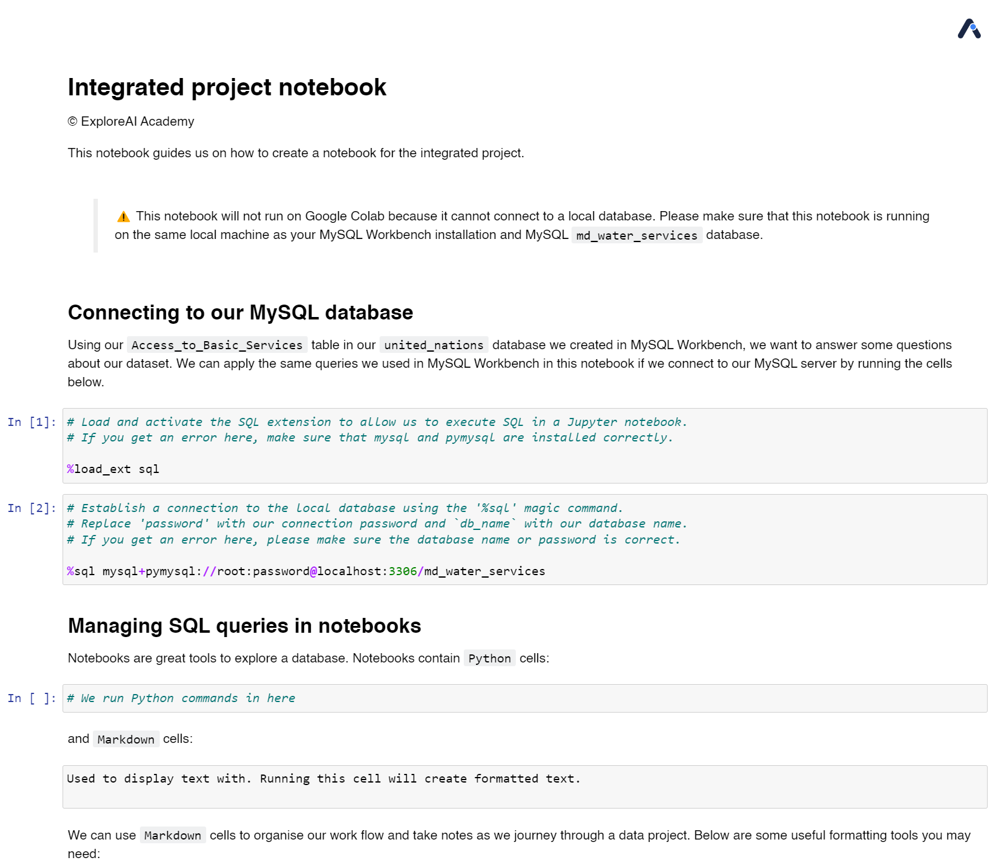 Integrated project notebook
© ExploreAI Academy
This notebook guides us on how to create a notebook for the integrated project.
⚠ This notebook will not run on Google Colab because it cannot connect to a local database. Please make sure that this notebook is running
on the same local machine as your MySQL Workbench installation and MySQL md_water_services database.
Connecting to our MySQL database
Using our Access_to_Basic_Services table in our united_nations database we created in MySQL Workbench, we want to answer some questions
about our dataset. We can apply the same queries we used in MySQL Workbench in this notebook if we connect to our MySQL server by running the cells
below.
In [1]: # Load and activate the SQL extension to allow us to execute SQL in a Jupyter notebook.
# If you get an error here, make sure that mysql and pymysql are installed correctly.
%load_ext sql
In [2]: # Establish a connection to the local database using the '%sql' magic command.
# Replace 'password' with our connection password and `db_name` with our database name.
# If you get an error here, please make sure the database name or password is correct.
%sql mysql+pymysql://root:password@localhost:3306/md_water_services
Managing SQL queries in notebooks
Notebooks are great tools to explore a database. Notebooks contain Python cells:
In [ ]: # We run Python commands in here
and Markdown cells:
Used to display text with. Running this cell will create formatted text.
We can use Markdown cells to organise our work flow and take notes as we journey through a data project. Below are some useful formatting tools you may
need: